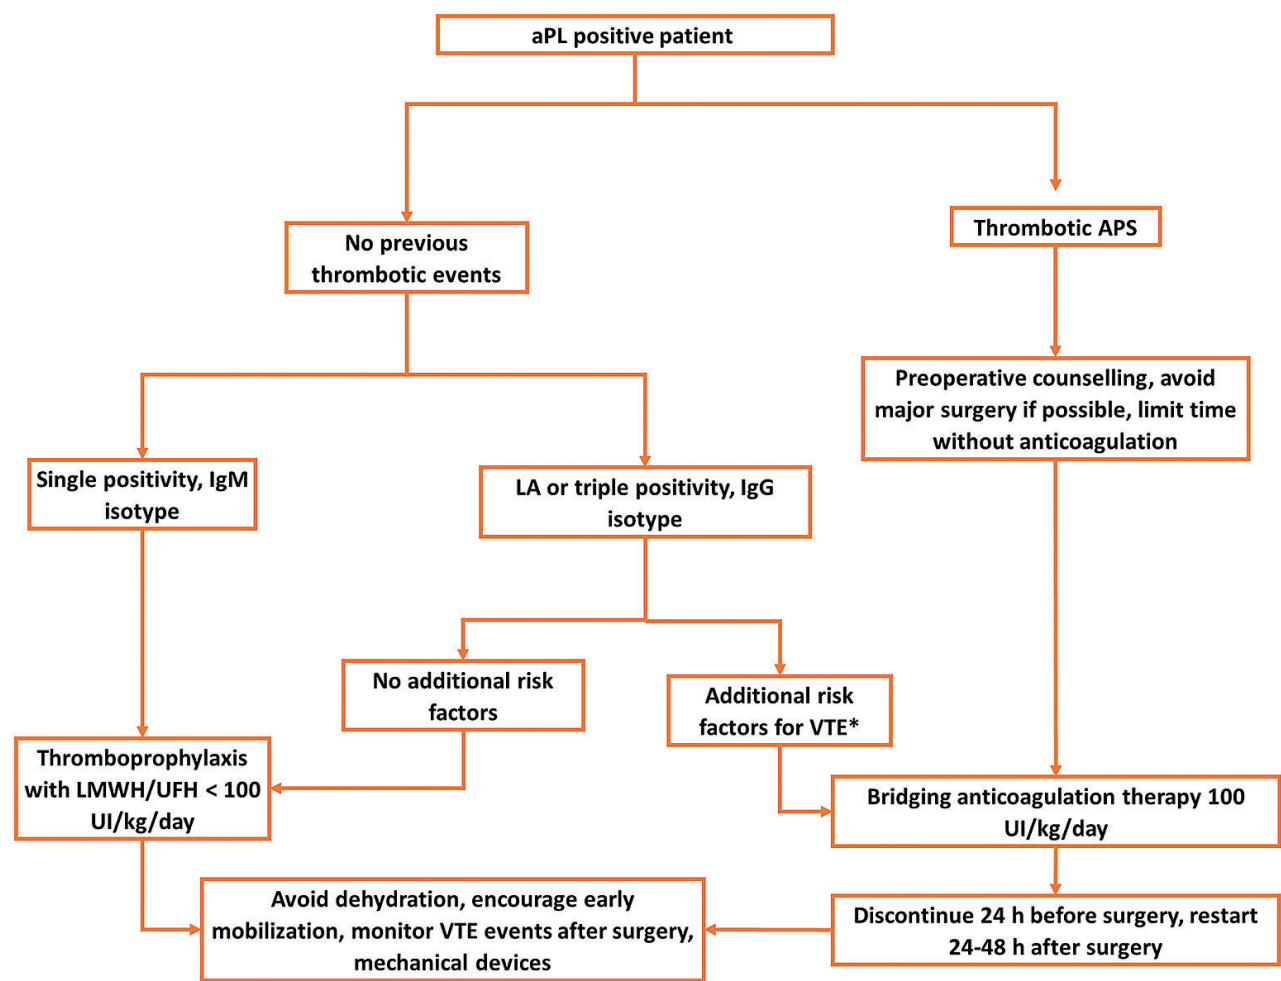 aPL positive patient
No previous
thrombotic events
Thrombotic APS
Preoperative counselling, avoid
major surgery if possible, limit time
without anticoagulation
Single positivity, IgM
isotype
LA or triple positivity, IgG
isotype
No additional risk
factors
Additional risk
factors for VTE*
Thromboprophylaxis
with LMWH/UFH < 100
UI/kg/day
Bridging anticoagulation therapy 100
UI/kg/day
Avoid dehydration, encourage early
mobilization, monitor VTE events after surgery,
mechanical devices
Discontinue 24 h before surgery, restart
24-48 h after surgery